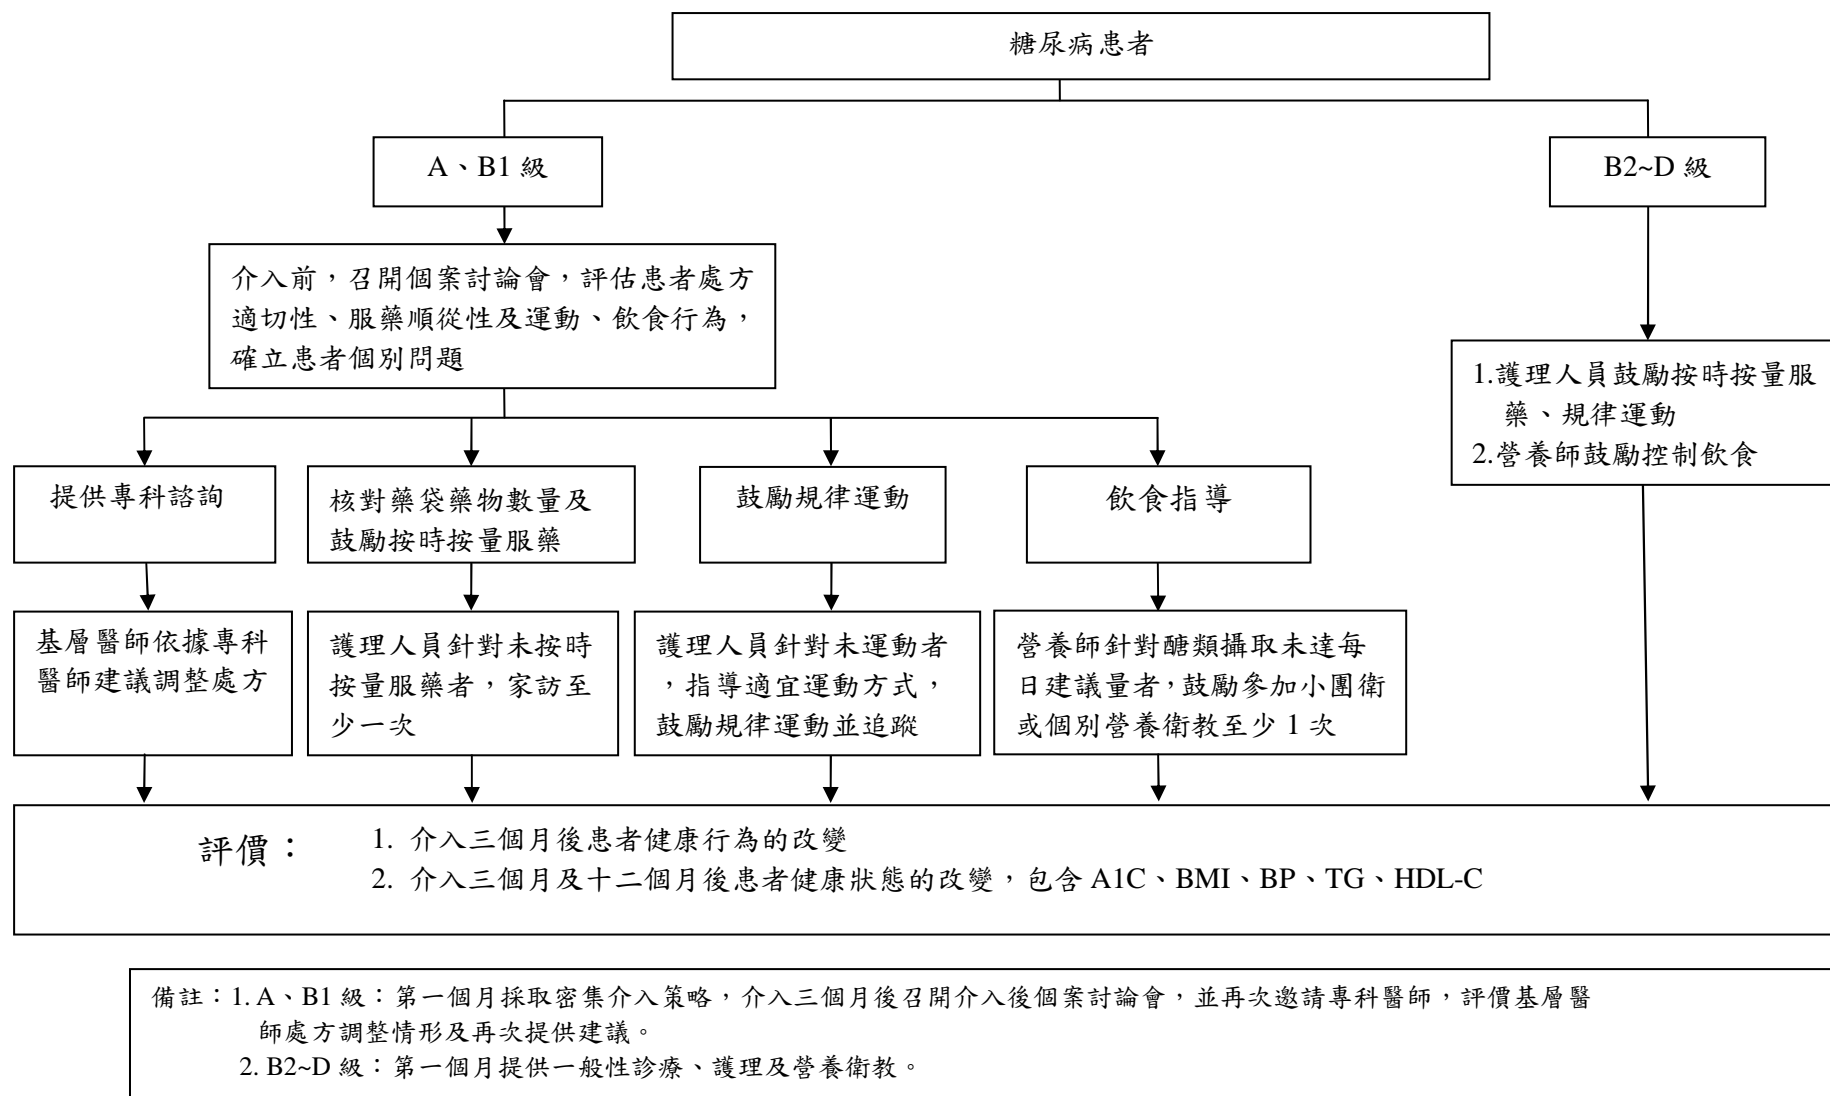 糖尿病患者
A、B1 級
B2~D 級
介入前，召開個案討論會，評估患者處方
適切性、服藥順從性及運動、飲食行為，
確立患者個別問題
1.護理人員鼓勵按時按量服
藥、規律運動
2.營養師鼓勵控制飲食
提供專科諮詢
核對藥袋藥物數量及
鼓勵按時按量服藥
鼓勵規律運動
飲食指導
基層醫師依據專科
醫師建議調整處方
護理人員針對未按時
按量服藥者，家訪至
少一次
護理人員針對未運動者
，指導適宜運動方式，
鼓勵規律運動並追蹤
營養師針對醣類攝取未達每
日建議量者，鼓勵參加小團衛
或個別營養衛教至少 1 次
評價：
1. 介入三個月後患者健康行為的改變
2. 介入三個月及十二個月後患者健康狀態的改變，包含 A1C、BMI、BP、TG、HDL-C
備註：1. A、B1 級：第一個月採取密集介入策略，介入三個月後召開介入後個案討論會，並再次邀請專科醫師，評價基層醫
師處方調整情形及再次提供建議。
2. B2~D 級：第一個月提供一般性診療、護理及營養衛教。